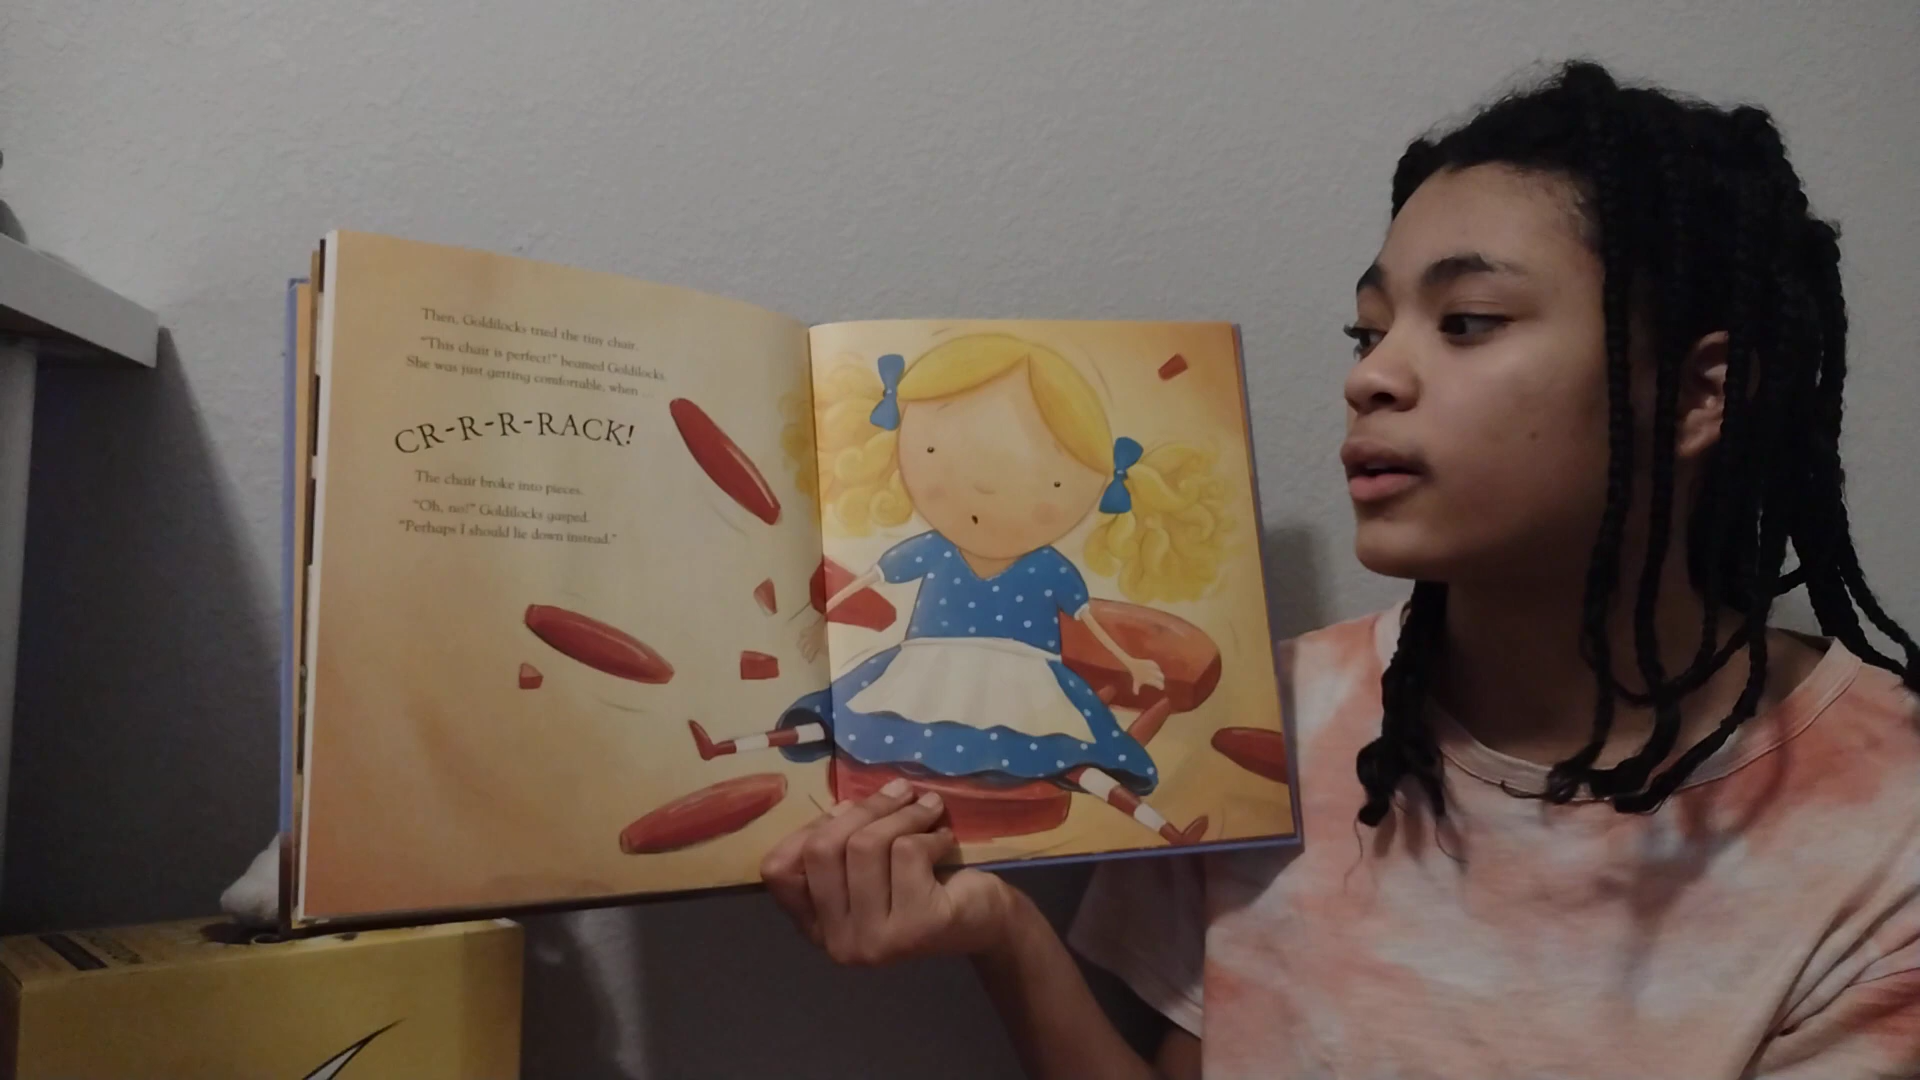 Then, Goldilocks tried the tiny chair.
"This chair is perfect!" beamed Goldilocks.
She was just getting comfortable, when ...
CR-R-R-RACK!
The chair broke into pieces.
"Oh, no!" Goldilocks gasped.
"Perhaps I should lie down instead."